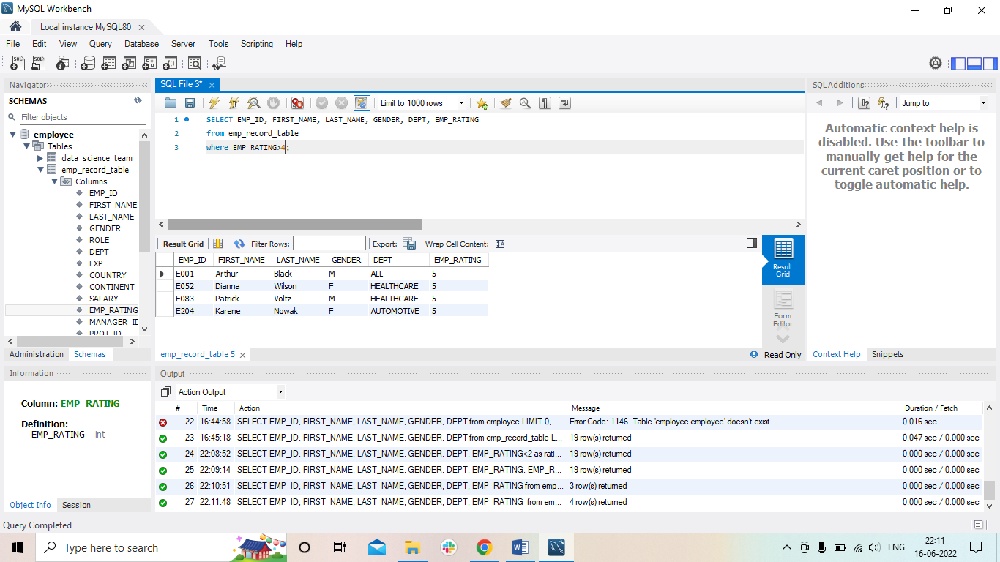 MySQL Workbench
Local instance MySQL80
File Edit View Query Database Server Tools Scripting Help
Navigator
SCHEMAS
Filter objects
employee
Tables
data_science_team
emp_record_table
Columns
EMP_ID
FIRST_NAME
LAST_NAME
GENDER
ROLE
DEPT
EXP
COUNTRY
CONTINENT
SALARY
EMP_RATING
MANAGER_ID
PROJ_ID
Administration Schemas
Information
Column: EMP_RATING
Definition:
EMP_RATING int
Object Info Session
SQL File 3*
Limit to 1000 rows
1 SELECT EMP_ID, FIRST_NAME, LAST_NAME, GENDER, DEPT, EMP_RATING
2 from emp_record_table
3 where EMP_RATING>4;
Result Grid Filter Rows: Export: Wrap Cell Content:
EMP_ID FIRST_NAME LAST_NAME GENDER DEPT EMP_RATING
E001 Arthur Black M ALL 5
E052 Dianna Wilson F HEALTHCARE 5
E083 Patrick Voltz M HEALTHCARE 5
E204 Karene Nowak F AUTOMOTIVE 5
Result
Grid
Form
Editor
emp_record_table 5
Read Only
SQLAdditions
Jump to
Automatic context help is
disabled. Use the toolbar to
manually get help for the
current caret position or to
toggle automatic help.
Context Help Snippets
Output
Action Output
# Time Action Message Duration / Fetch
22 16:44:58 SELECT EMP_ID, FIRST_NAME, LAST_NAME, GENDER, DEPT from employee LIMIT 0, ... Error Code: 1146. Table 'employee.employee' doesn't exist 0.016 sec
23 16:45:18 SELECT EMP_ID, FIRST_NAME, LAST_NAME, GENDER, DEPT from emp_record_table L... 19 row(s) returned 0.047 sec / 0.000 sec
24 22:08:52 SELECT EMP_ID, FIRST_NAME, LAST_NAME, GENDER, DEPT, EMP_RATING<2 as rati... 19 row(s) returned 0.000 sec / 0.000 sec
25 22:09:14 SELECT EMP_ID, FIRST_NAME, LAST_NAME, GENDER, DEPT, EMP_RATING, EMP_R... 19 row(s) returned 0.000 sec / 0.000 sec
26 22:10:51 SELECT EMP_ID, FIRST_NAME, LAST_NAME, GENDER, DEPT, EMP_RATING from emp... 3 row(s) returned 0.000 sec / 0.000 sec
27 22:11:48 SELECT EMP_ID, FIRST_NAME, LAST_NAME, GENDER, DEPT, EMP_RATING from em... 4 row(s) returned 0.000 sec / 0.000 sec
Query Completed
Type here to search
ENG
22:11
16-06-2022